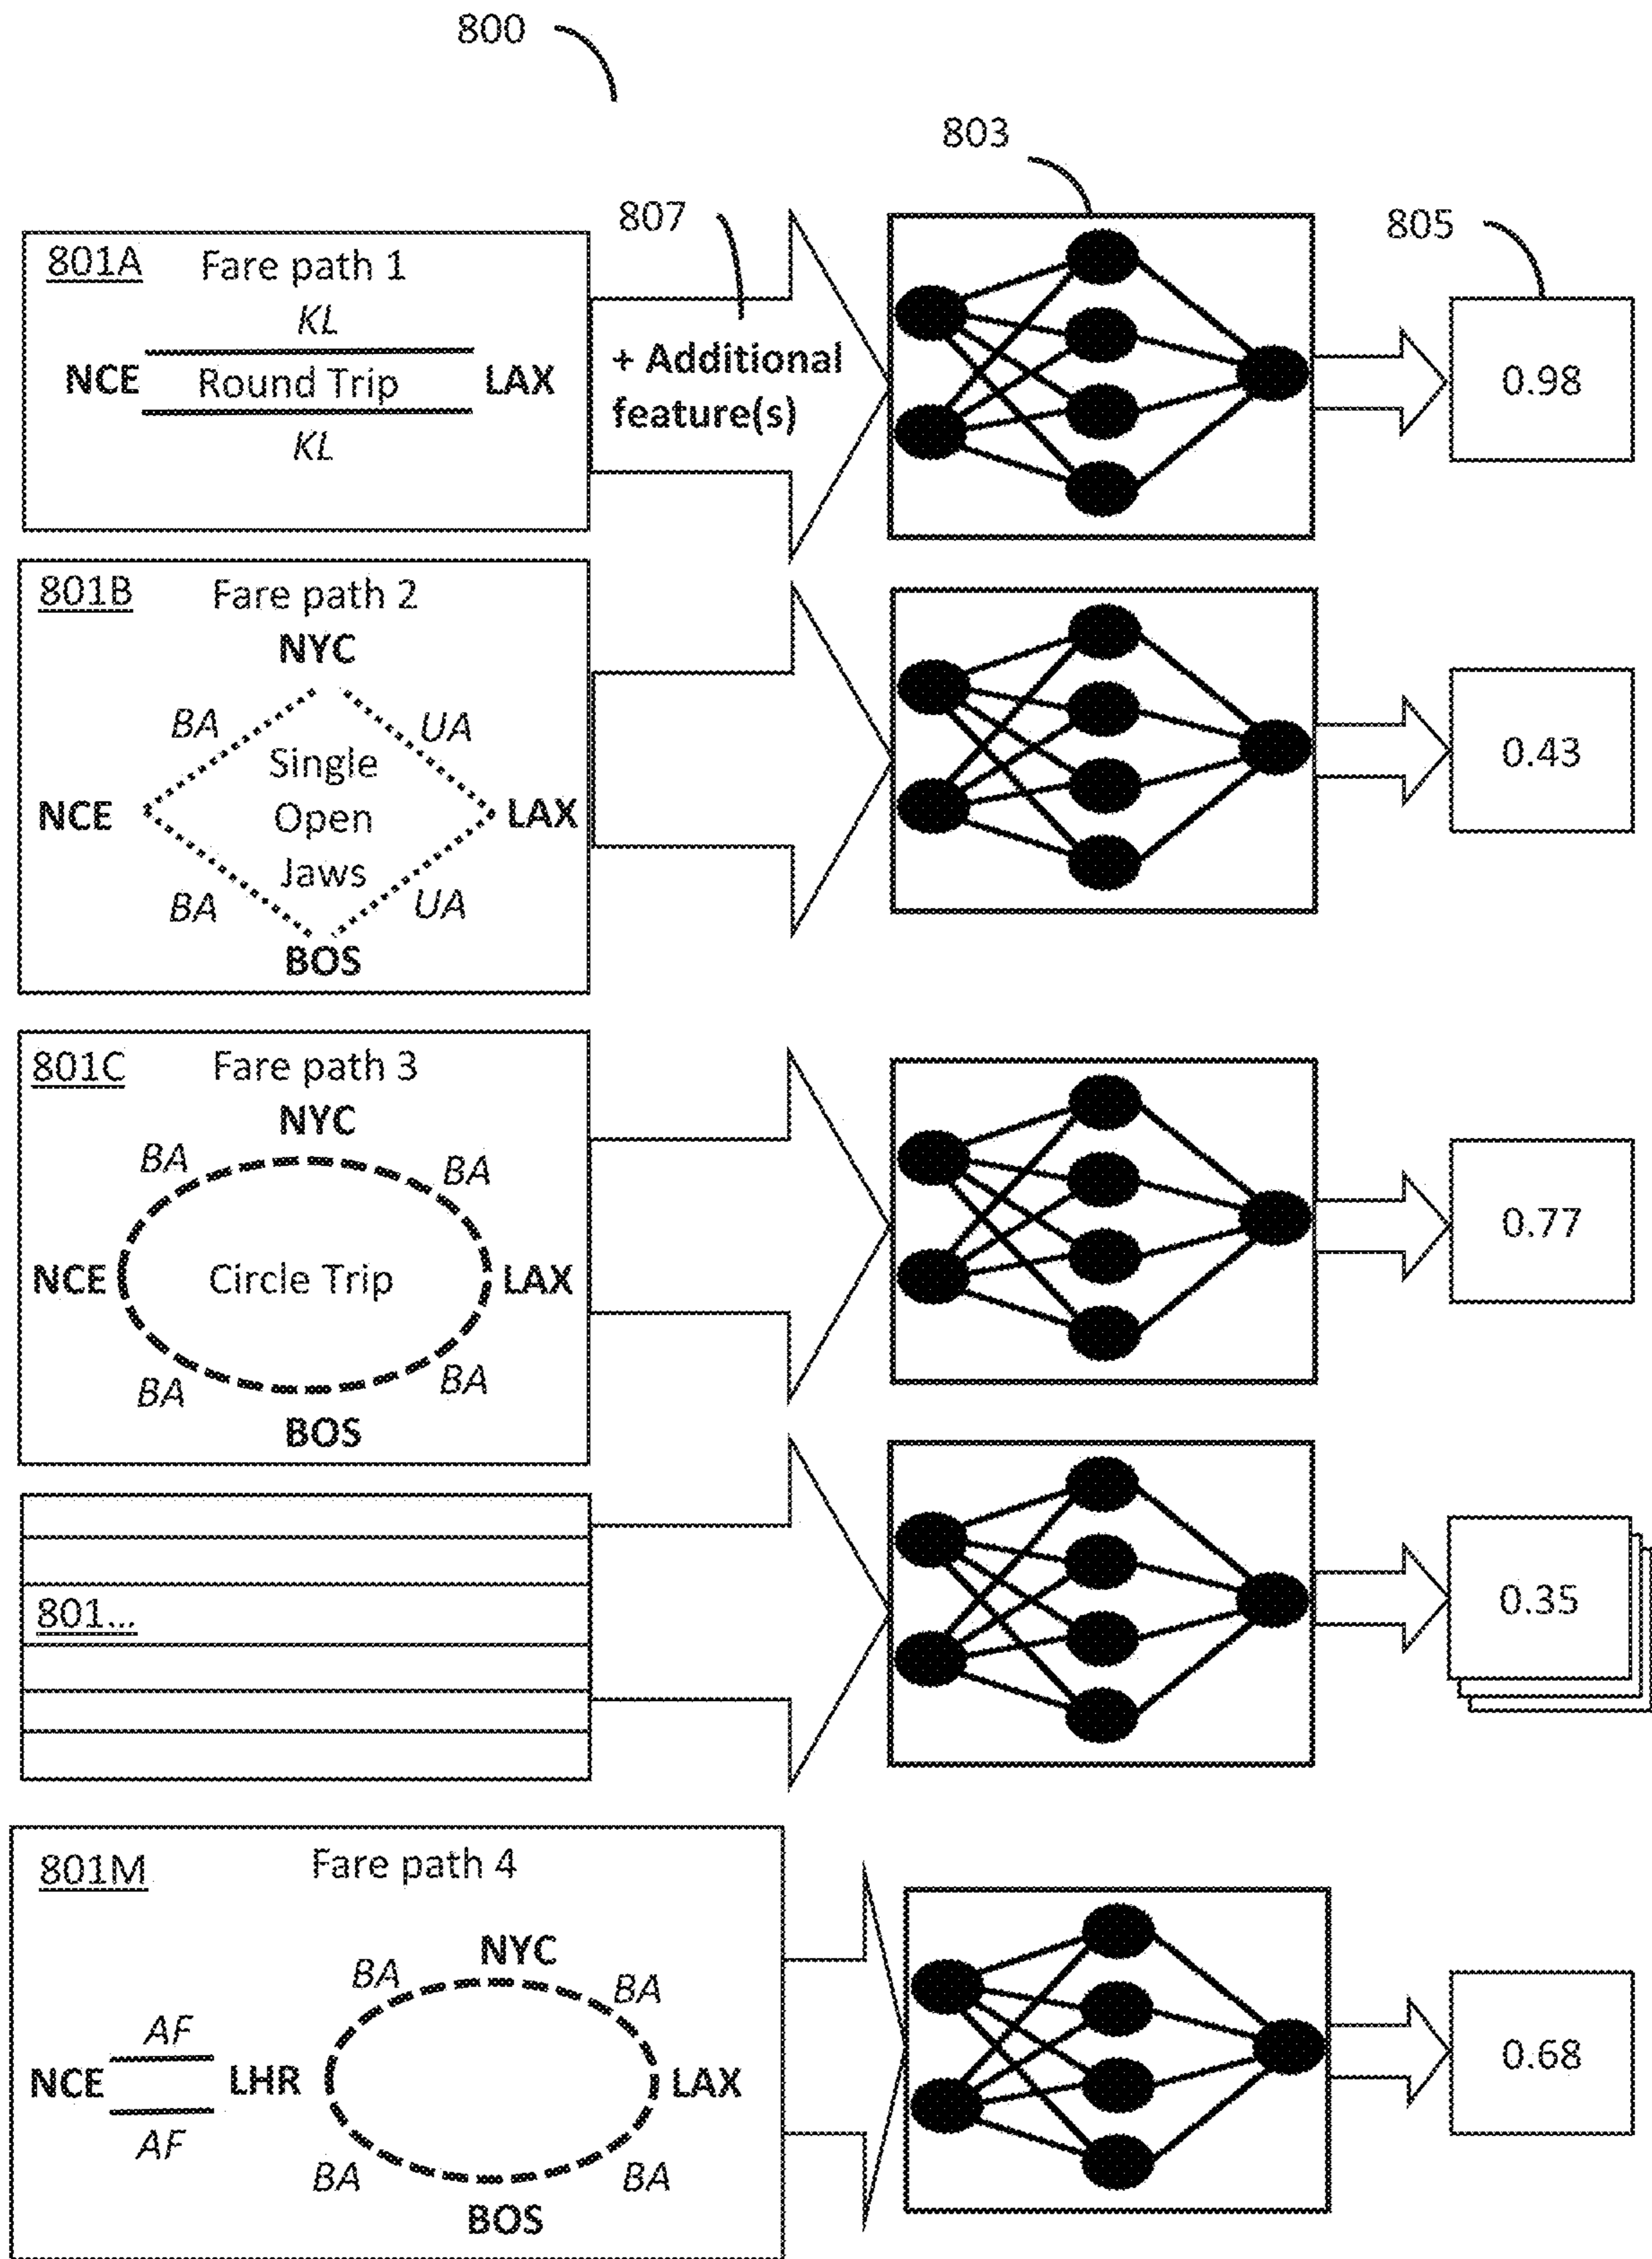 800
803
807
805
801A Fare path 1
KL
NCE Round Trip LAX
KL
+ Additional
feature(s)
0.98
801B Fare path 2
NYC
BA UA
Single
NCE Open LAX
Jaws
BA UA
BOS
0.43
801C Fare path 3
NYC
BA BA
NCE Circle Trip LAX
BA BA
BOS
0.77
801...
0.35
801M Fare path 4
NYC
BA BA
AF
NCE LHR LAX
AF
BA BA
BOS
0.68